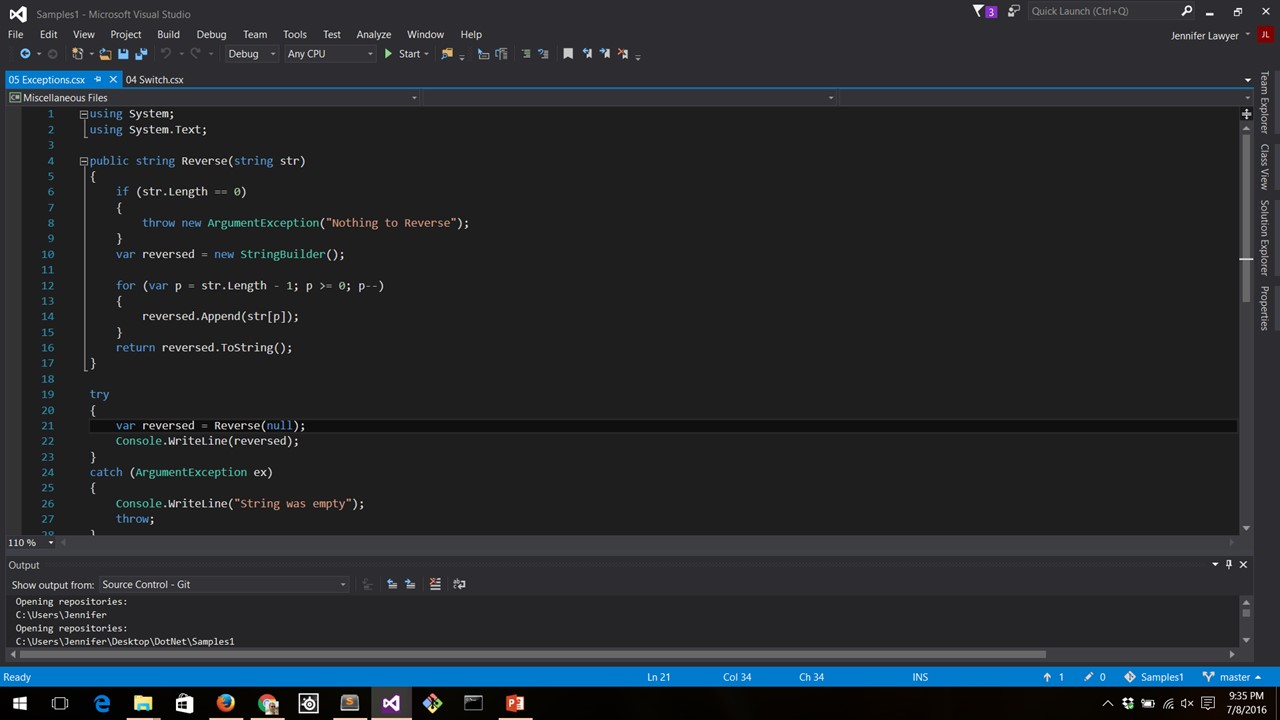 Samples1 - Microsoft Visual Studio
3
Quick Launch (Ctrl+Q)
File Edit View Project Build Debug Team Tools Test Analyze Window Help
Jennifer Lawyer JL
Debug Any CPU Start
05 Exceptions.csx 04 Switch.csx
Miscellaneous Files
1 using System;
2 using System.Text;
3
4 public string Reverse(string str)
5 {
6 if (str.Length == 0)
7 {
8 throw new ArgumentException("Nothing to Reverse");
9 }
10 var reversed = new StringBuilder();
11
12 for (var p = str.Length - 1; p >= 0; p--)
13 {
14 reversed.Append(str[p]);
15 }
16 return reversed.ToString();
17 }
18
19 try
20 {
21 var reversed = Reverse(null);
22 Console.WriteLine(reversed);
23 }
24 catch (ArgumentException ex)
25 {
26 Console.WriteLine("String was empty");
27 throw;
28 }
Team Explorer
Class View
Solution Explorer
Properties
110 %
Output
Show output from: Source Control - Git
Opening repositories:
C:\Users\Jennifer
Opening repositories:
C:\Users\Jennifer\Desktop\DotNet\Samples1
Ready Ln 21 Col 34 Ch 34 INS 1 0 Samples1 master
9:35 PM
7/8/2016